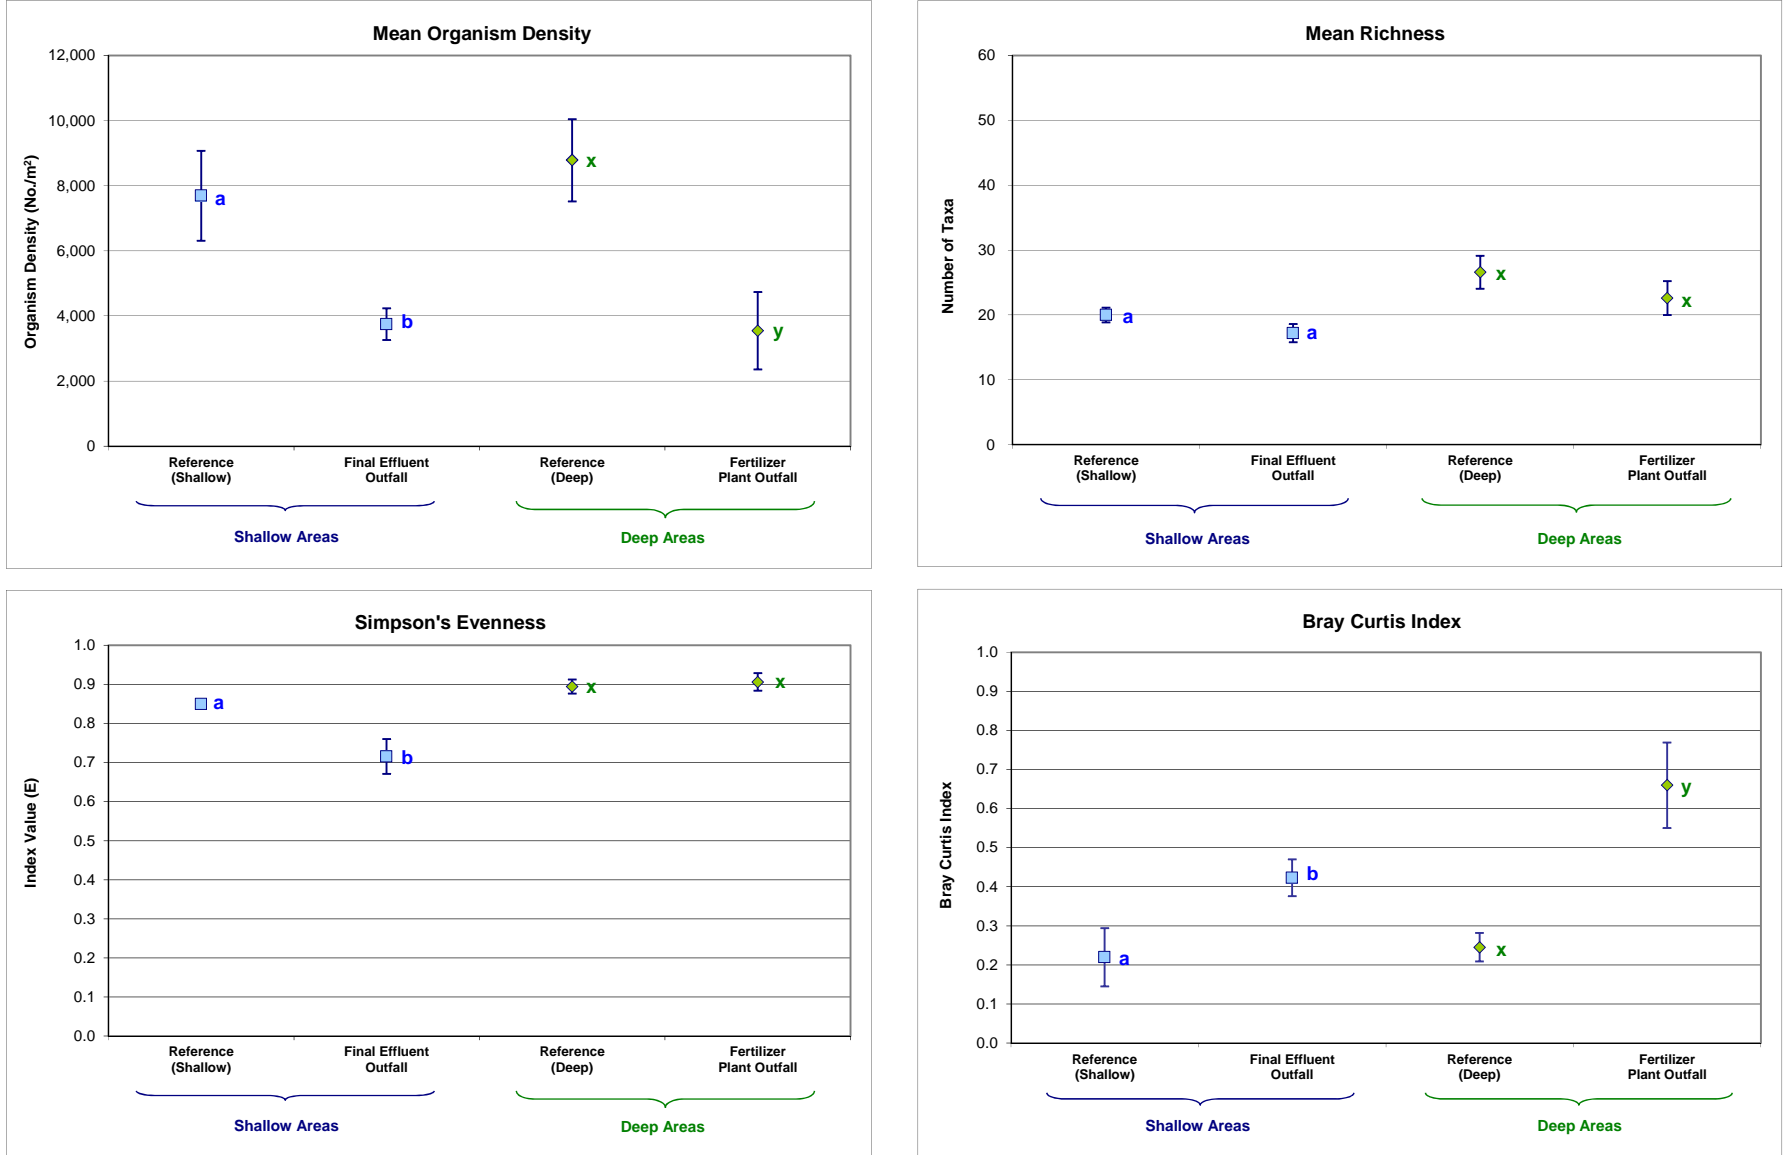 Mean Organism Density
12,000
10,000
8,000
6,000
4,000
2,000
0
Organism Density (No./m²)
a
b
x
y
Reference
(Shallow)
Final Effluent
Outfall
Reference
(Deep)
Fertilizer
Plant Outfall
Shallow Areas
Deep Areas
Mean Richness
60
50
40
30
20
10
0
Number of Taxa
a
a
x
x
Reference
(Shallow)
Final Effluent
Outfall
Reference
(Deep)
Fertilizer
Plant Outfall
Shallow Areas
Deep Areas
Simpson's Evenness
1.0
0.9
0.8
0.7
0.6
0.5
0.4
0.3
0.2
0.1
0.0
Index Value (E)
a
b
x
x
Reference
(Shallow)
Final Effluent
Outfall
Reference
(Deep)
Fertilizer
Plant Outfall
Shallow Areas
Deep Areas
Bray Curtis Index
1.0
0.9
0.8
0.7
0.6
0.5
0.4
0.3
0.2
0.1
0.0
Bray Curtis Index
a
b
x
y
Reference
(Shallow)
Final Effluent
Outfall
Reference
(Deep)
Fertilizer
Plant Outfall
Shallow Areas
Deep Areas